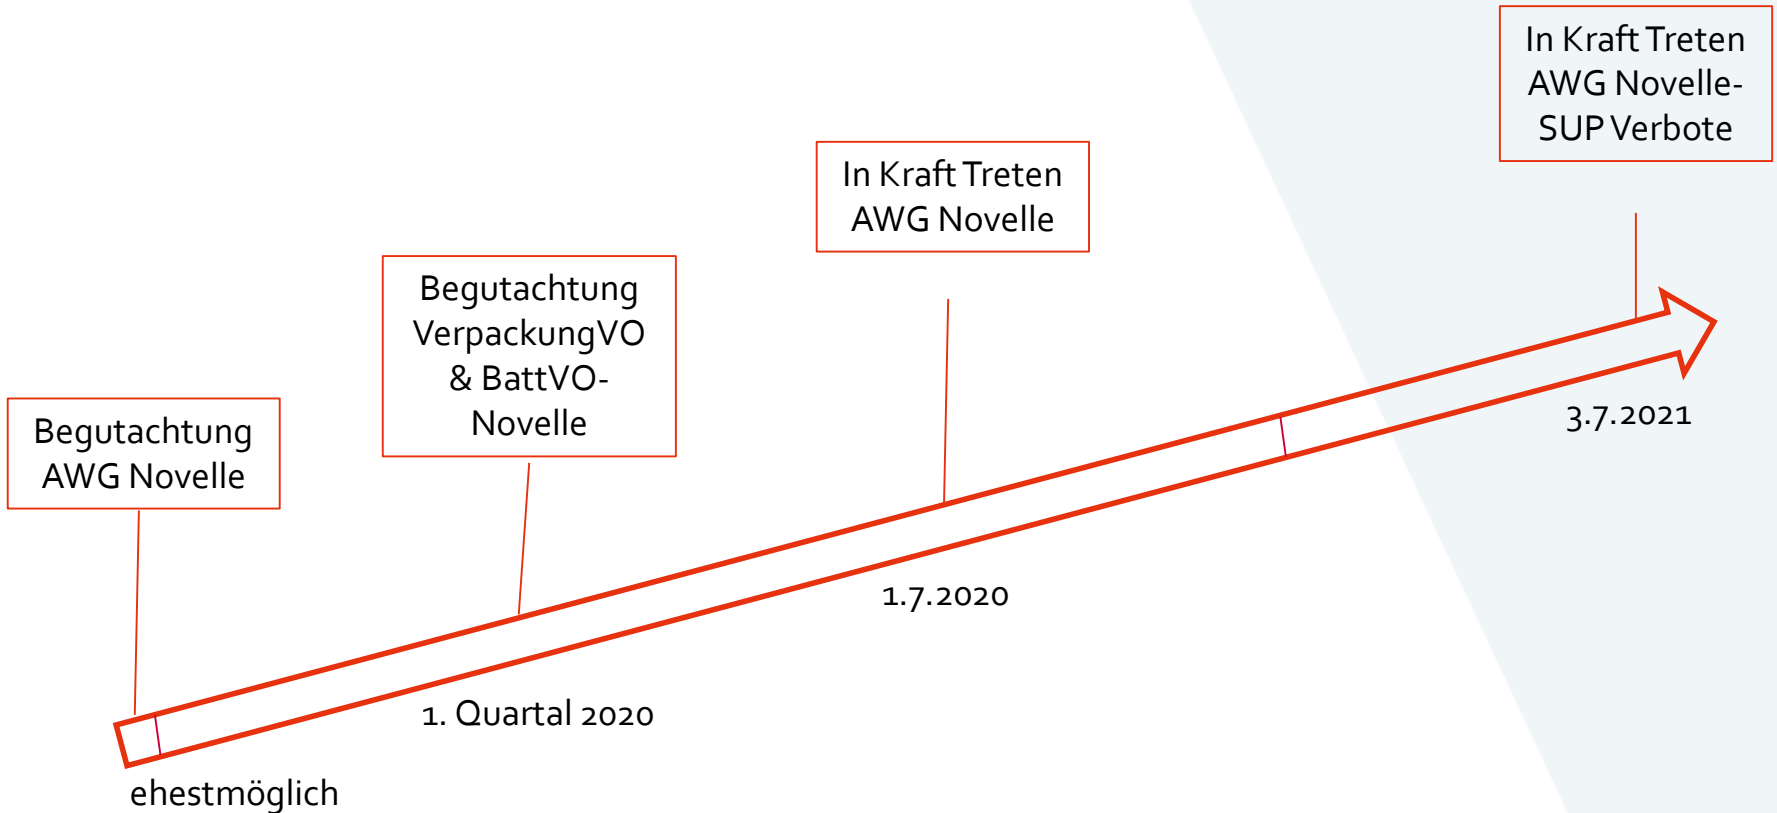 Begutachtung
AWG Novelle
ehestmöglich
Begutachtung
VerpackungVO
& BattVO-
Novelle
1. Quartal 2020
In Kraft Treten
AWG Novelle
1.7.2020
In Kraft Treten
AWG Novelle-
SUP Verbote
3.7.2021